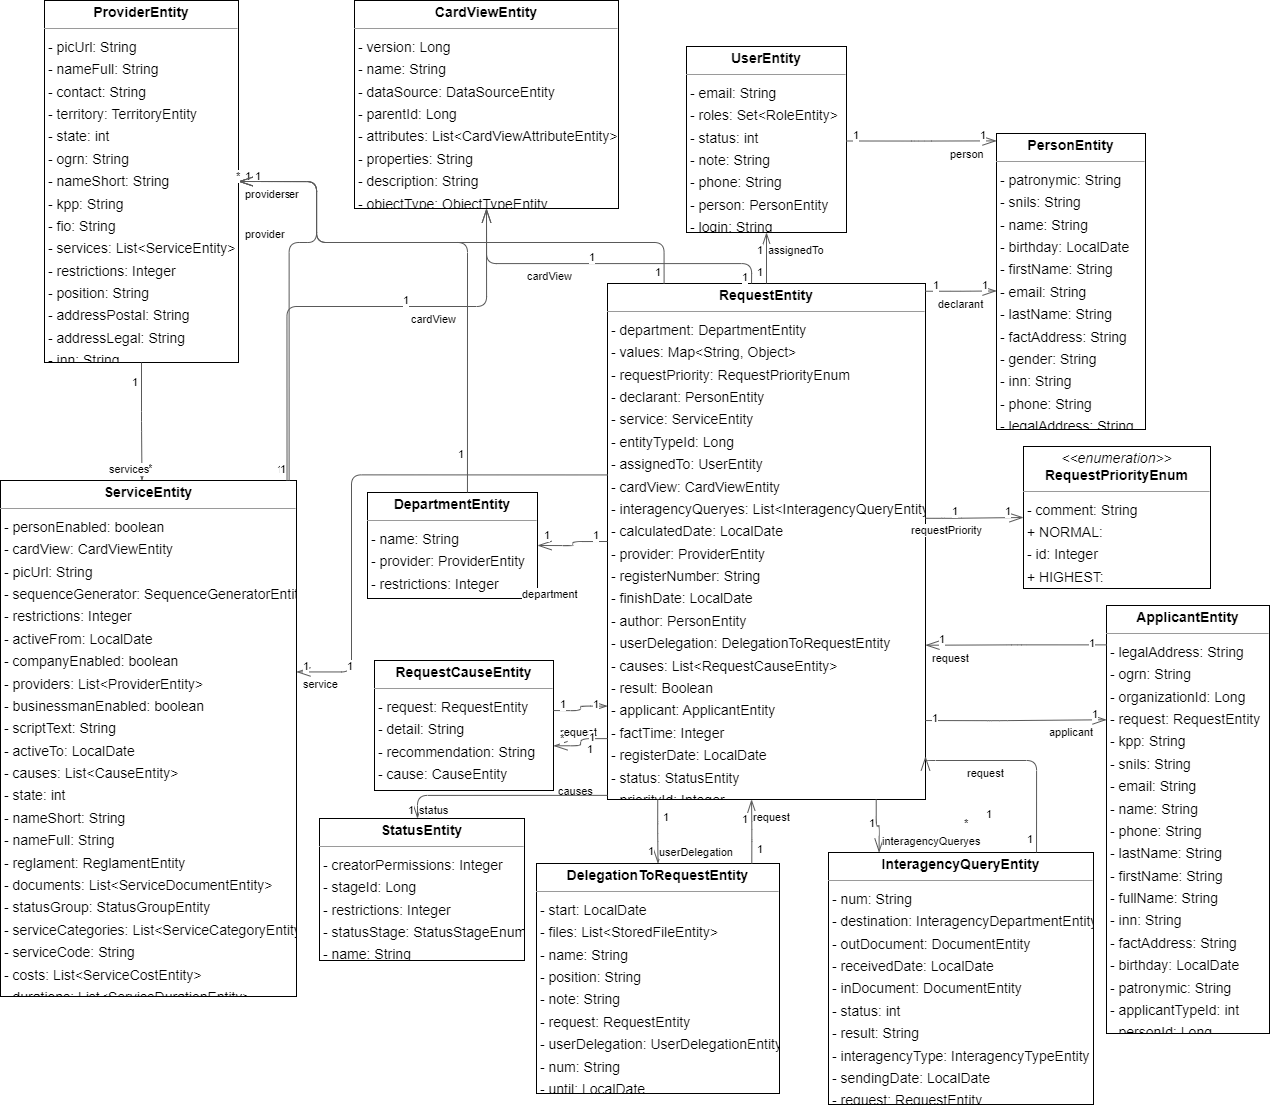 ProviderEntity
- picUrl: String
- nameFull: String
- contact: String
- territory: TerritoryEntity
- state: int
- ogrn: String
- nameShort: String
- kpp: String
- fio: String
- services: List<ServiceEntity>
- restrictions: Integer
- position: String
- addressPostal: String
- addressLegal: String
- inn: String
CardViewEntity
- version: Long
- name: String
- dataSource: DataSourceEntity
- parentId: Long
- attributes: List<CardViewAttributeEntity>
- properties: String
- description: String
- objectType: ObjectTypeEntity
UserEntity
- email: String
- roles: Set<RoleEntity>
- status: int
- note: String
- phone: String
- person: PersonEntity
- login: String
1
1
person
PersonEntity
- patronymic: String
- snils: String
- name: String
- birthday: LocalDate
- firstName: String
- email: String
- lastName: String
- factAddress: String
- gender: String
- inn: String
- phone: String
- legalAddress: String
* 1 1
providerser
provider
1
cardView
1
cardView
1
1
1 assignedTo
1
1
1
declarant
RequestEntity
- department: DepartmentEntity
- values: Map<String, Object>
- requestPriority: RequestPriorityEnum
- declarant: PersonEntity
- service: ServiceEntity
- entityTypeId: Long
- assignedTo: UserEntity
- cardView: CardViewEntity
- interagencyQueryes: List<InteragencyQueryEntity
- calculatedDate: LocalDate
- provider: ProviderEntity
- registerNumber: String
- finishDate: LocalDate
- author: PersonEntity
- userDelegation: DelegationToRequestEntity
- causes: List<RequestCauseEntity>
- result: Boolean
- applicant: ApplicantEntity
- factTime: Integer
- registerDate: LocalDate
- status: StatusEntity
- priorityId: Integer
<<enumeration>>
RequestPriorityEnum
- comment: String
+ NORMAL:
- id: Integer
+ HIGHEST:
1
1
requestPriority
1
services*
1
1
ServiceEntity
- personEnabled: boolean
- cardView: CardViewEntity
- picUrl: String
- sequenceGenerator: SequenceGeneratorEntit
- restrictions: Integer
- activeFrom: LocalDate
- companyEnabled: boolean
- providers: List<ProviderEntity>
- businessmanEnabled: boolean
- scriptText: String
- activeTo: LocalDate
- causes: List<CauseEntity>
- state: int
- nameShort: String
- nameFull: String
- reglament: ReglamentEntity
- documents: List<ServiceDocumentEntity>
- statusGroup: StatusGroupEntity
- serviceCategories: List<ServiceCategoryEntity
- serviceCode: String
- costs: List<ServiceCostEntity>
- durations: List<ServiceDurationEntity>
DepartmentEntity
- name: String
- provider: ProviderEntity
- restrictions: Integer
1
1
department
1
1
service
RequestCauseEntity
- request: RequestEntity
- detail: String
- recommendation: String
- cause: CauseEntity
1
1
request
*
1
1
causes
1
status
StatusEntity
- creatorPermissions: Integer
- stageId: Long
- restrictions: Integer
- statusStage: StatusStageEnum
- name: String
1
1 userDelegation
1 request
1
DelegationToRequestEntity
- start: LocalDate
- files: List<StoredFileEntity>
- name: String
- position: String
- note: String
- request: RequestEntity
- userDelegation: UserDelegationEntity
- num: String
- until: LocalDate
1
interagencyQueryes
*
1
request
1
InteragencyQueryEntity
- num: String
- destination: InteragencyDepartmentEntity
- outDocument: DocumentEntity
- receivedDate: LocalDate
- inDocument: DocumentEntity
- status: int
- result: String
- interagencyType: InteragencyTypeEntity
- sendingDate: LocalDate
- request: RequestEntity
1
1
request
1
1
applicant
ApplicantEntity
- legalAddress: String
- ogrn: String
- organizationId: Long
- request: RequestEntity
- kpp: String
- snils: String
- email: String
- name: String
- phone: String
- lastName: String
- firstName: String
- fullName: String
- inn: String
- factAddress: String
- birthday: LocalDate
- patronymic: String
- applicantTypeId: int
- personId: Long